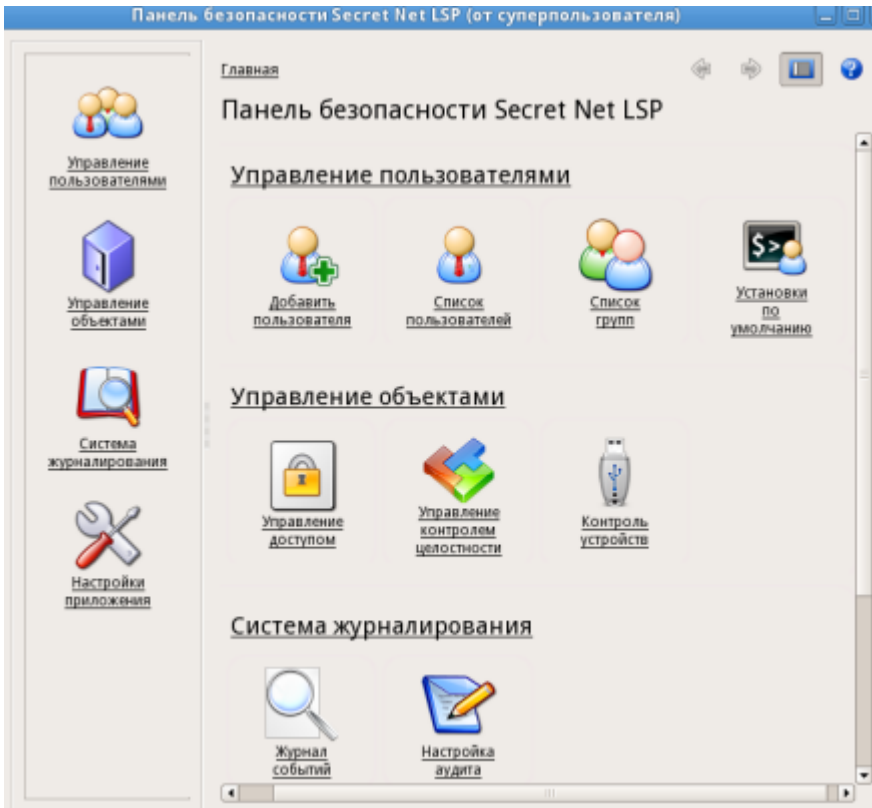 Панель безопасности Secret Net LSP (от суперпользователя)
Управление
пользователями
Управление
объектами
Система
журналирования
Настройки
приложения
Главная
Панель безопасности Secret Net LSP
Управление пользователями
Добавить
пользователя
Список
пользователей
Список
групп
Установки
по
умолчанию
Управление объектами
Управление
доступом
Управление
контролем
целостности
Контроль
устройств
Система журналирования
Журнал
событий
Настройка
аудита